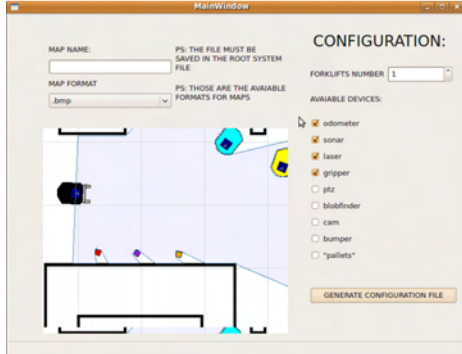 MainWindow
MAP NAME:
PS: THE FILE MUST BE
SAVED IN THE ROOT SYSTEM
FILE
MAP FORMAT
.bmp
PS: THOSE ARE THE AVAIABLE
FORMATS FOR MAPS
CONFIGURATION:
FORKLIFTS NUMBER 1
AVAIABLE DEVICES:
odometer
sonar
laser
gripper
ptz
blobfinder
cam
bumper
"pallets"
GENERATE CONFIGURATION FILE